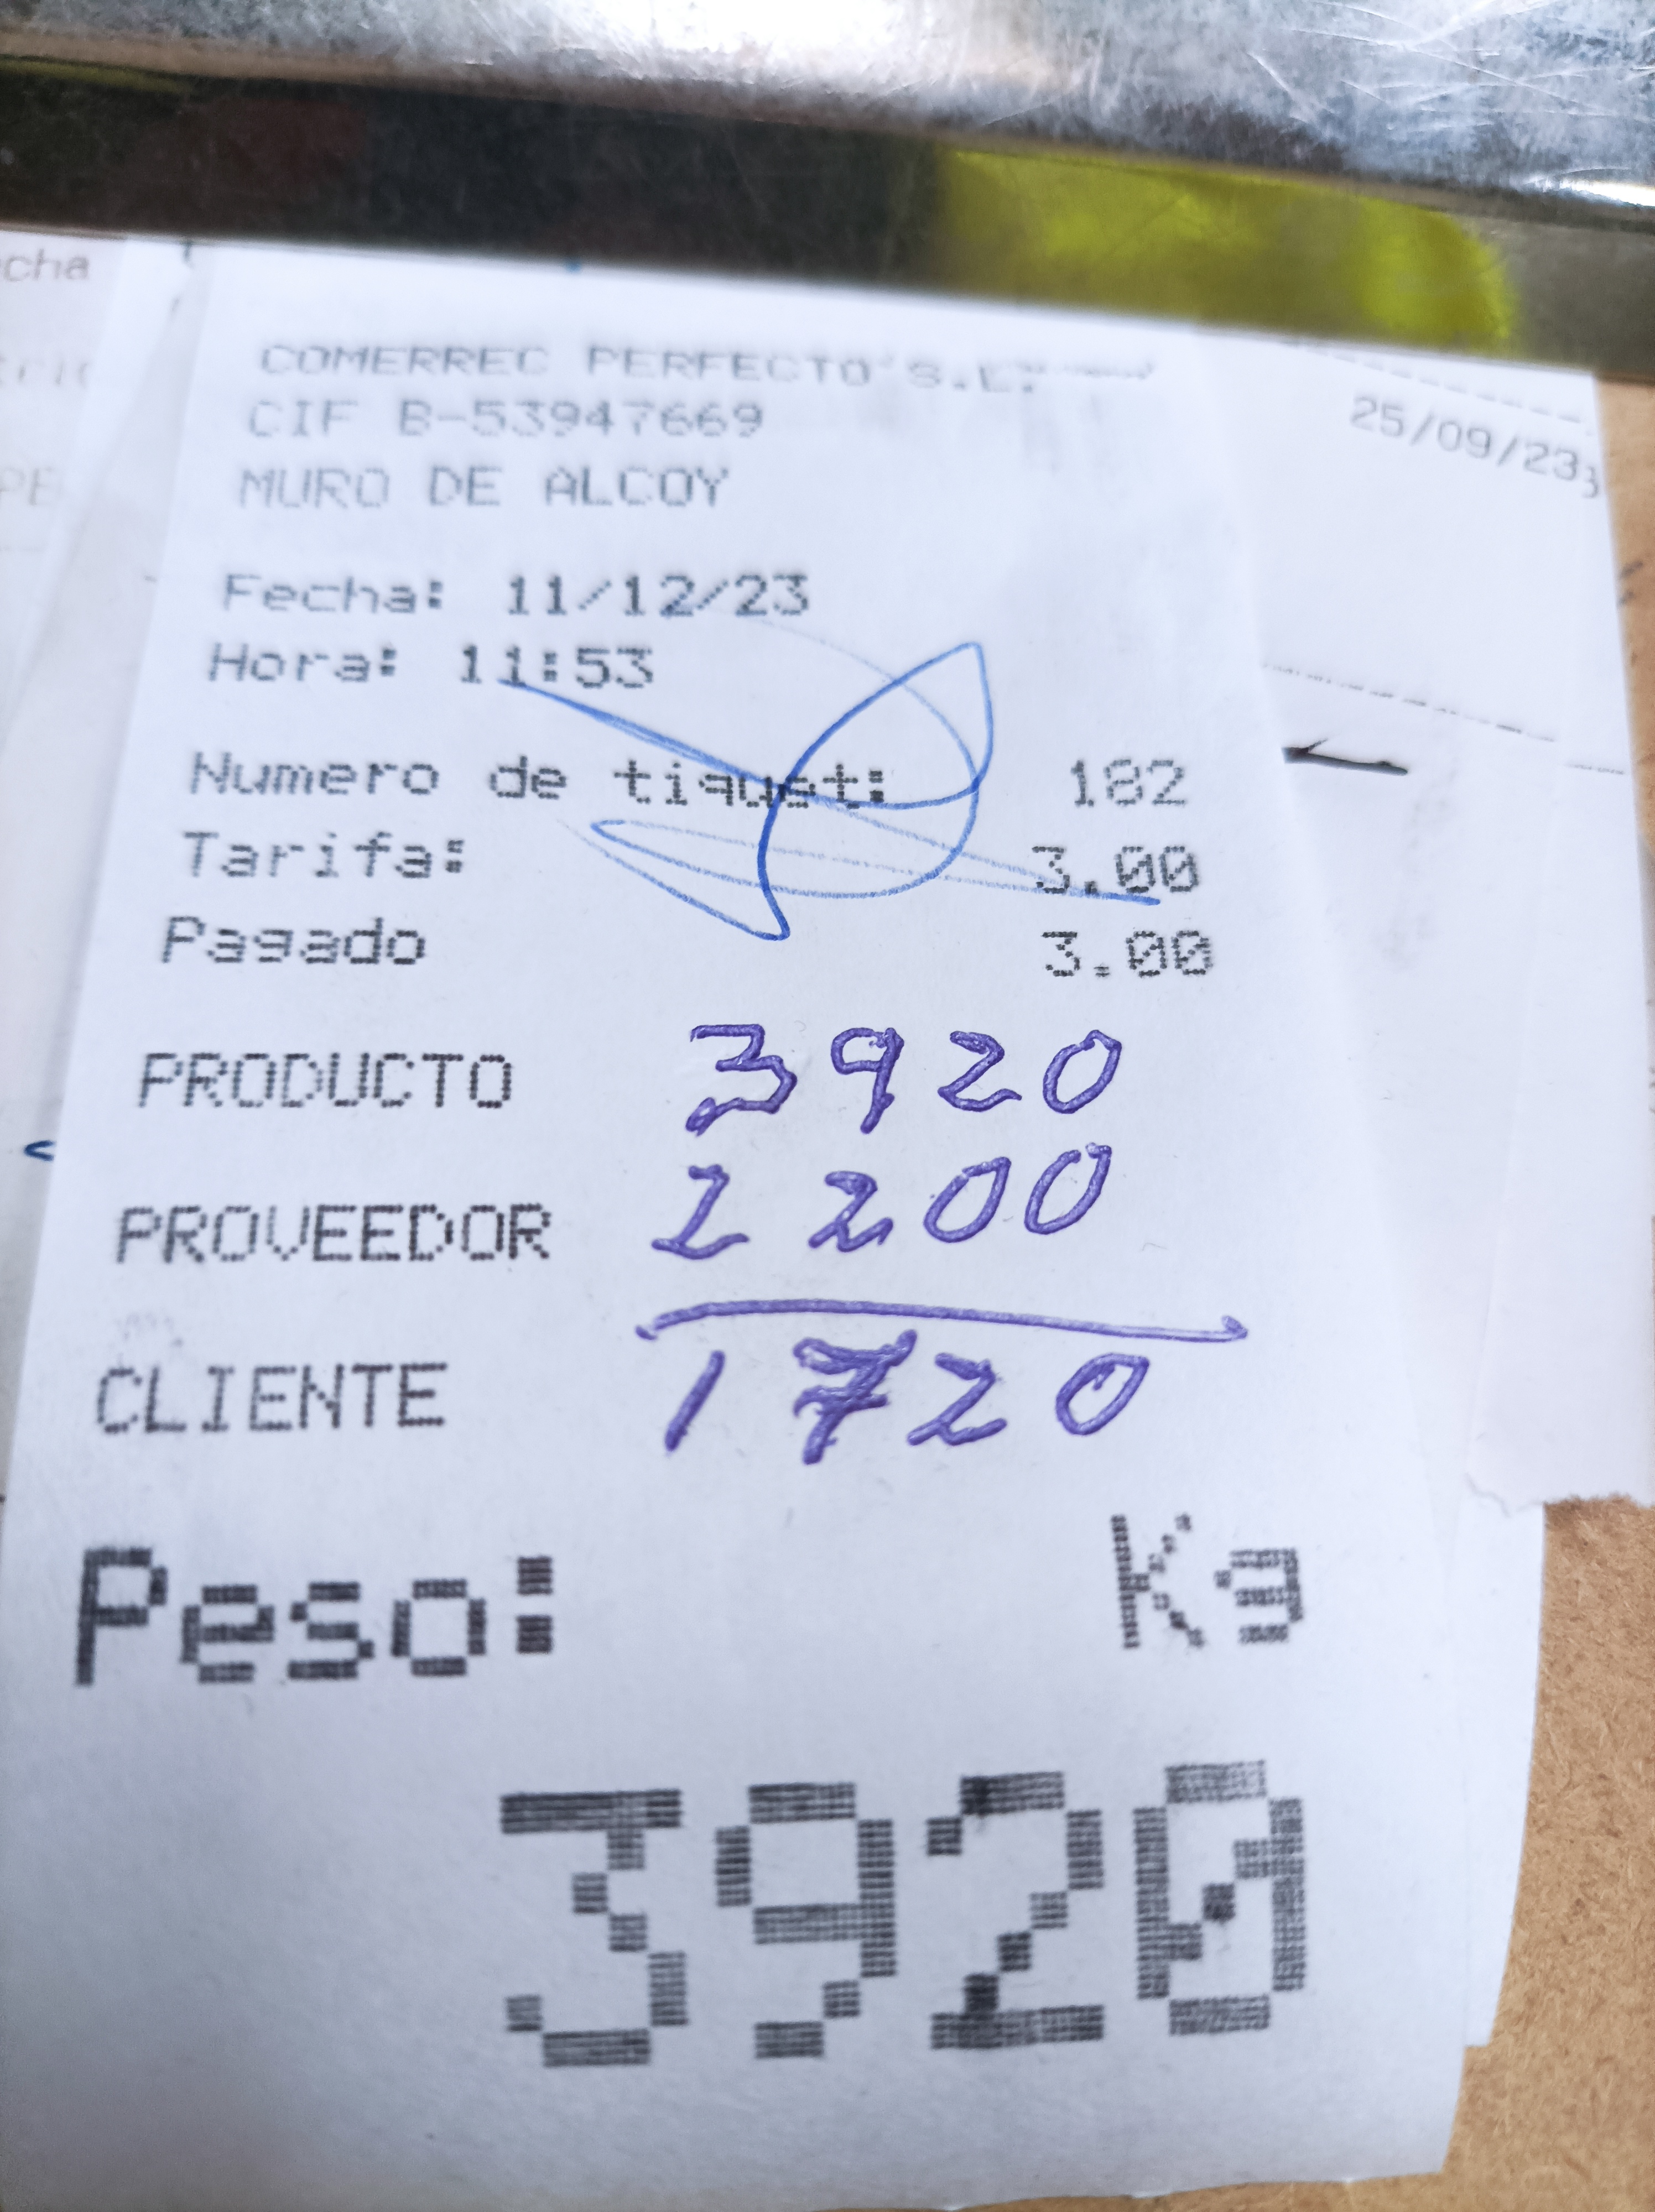 COMERREC PERFECTO S.L.
CIF B-53947669
MURO DE ALCOY
Fecha: 11/12/23
Hora: 11:53
Numero de tiquet: 182
Tarifa: 3.00
Pagado 3.00
PRODUCTO 3920
PROVEEDOR 2200
CLIENTE 1720
Peso: Kg
3920
25/09/23
echa